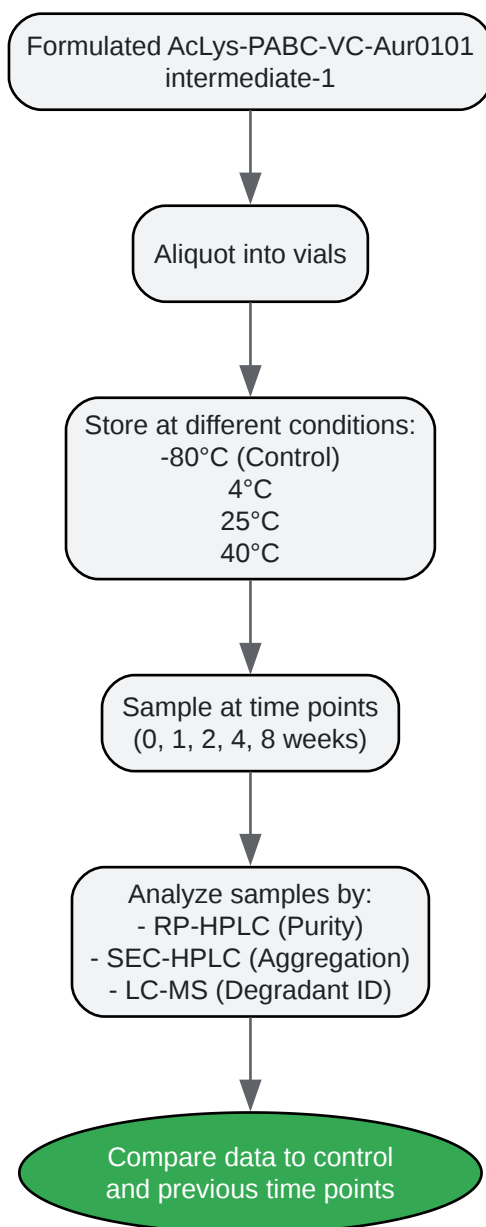 Formulated AcLys-PABC-VC-Aur0101
intermediate-1
Aliquot into vials
Store at different conditions:
-80°C (Control)
4°C
25°C
40°C
Sample at time points
(0, 1, 2, 4, 8 weeks)
Analyze samples by:
- RP-HPLC (Purity)
- SEC-HPLC (Aggregation)
- LC-MS (Degradant ID)
Compare data to control
and previous time points